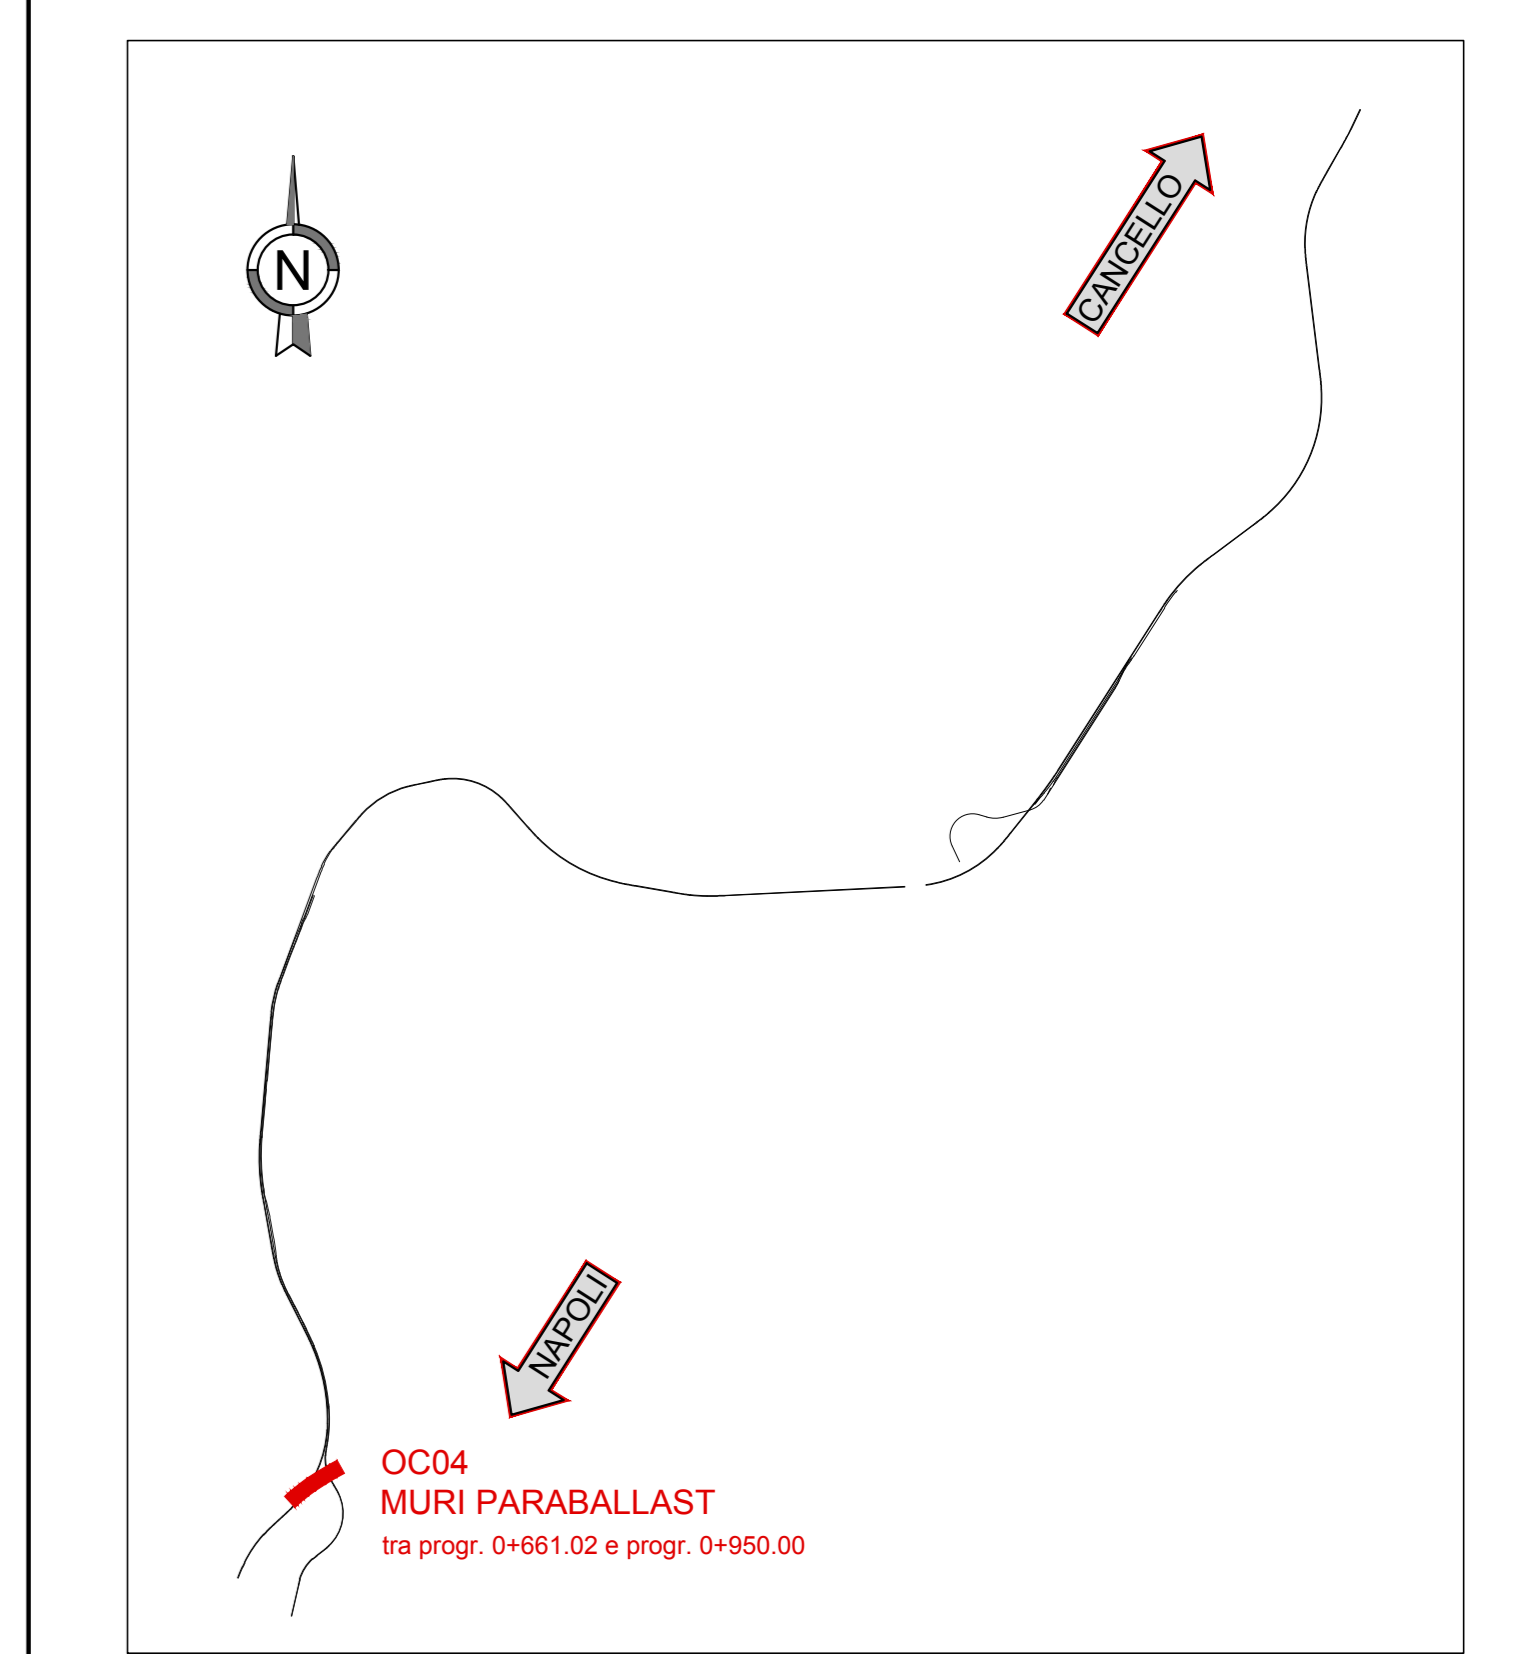 N
CANCELLO
NAPOLI
OC04
MURI PARABALLAST
tra progr. 0+661.02 e progr. 0+950.00